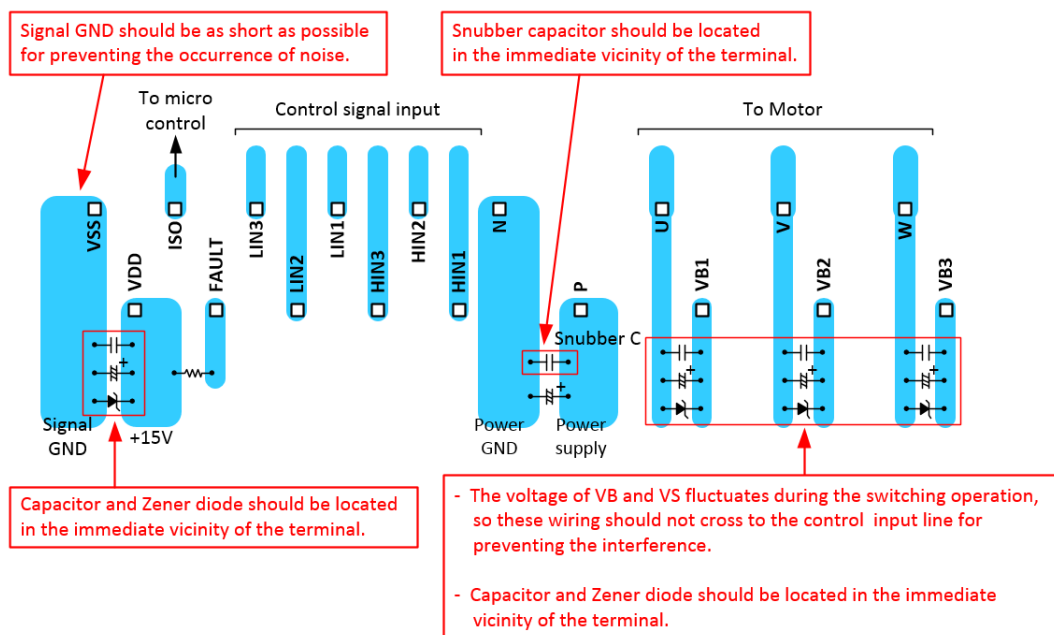 Signal GND should be as short as possible
for preventing the occurrence of noise.
Snubber capacitor should be located
in the immediate vicinity of the terminal.
To micro
control
Control signal input
To Motor
VSS
VDD
ISO
FAULT
LIN3
LIN2
LIN1
HIN3
HIN2
HIN1
N
P
U
VB1
V
VB2
W
VB3
Snubber C
+
+
+
+
+
Signal
GND
+15V
Power
GND
Power
supply
Capacitor and Zener diode should be located
in the immediate vicinity of the terminal.
- The voltage of VB and VS fluctuates during the switching operation,
so these wiring should not cross to the control input line for
preventing the interference.
- Capacitor and Zener diode should be located in the immediate
vicinity of the terminal.